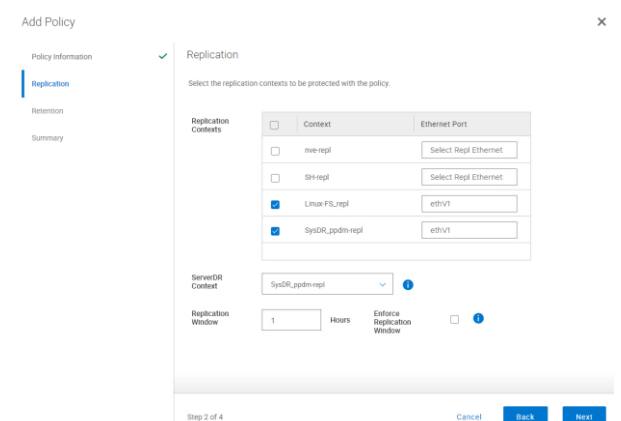 Add Policy
Policy Information
Replication
Retention
Summary
Replication
Select the replication contexts to be protected with the policy.
Replication
Contexts
Context Ethernet Port
nve-repl Select Repl Ethernet
SH-repl Select Repl Ethernet
Linux-FS_repl ethV1
SysDR_ppdm-repl ethV1
ServerDR
Context
SysDR_ppdm-repl
Replication
Window
1 Hours
Enforce
Replication
Window
Step 2 of 4
Cancel Back Next